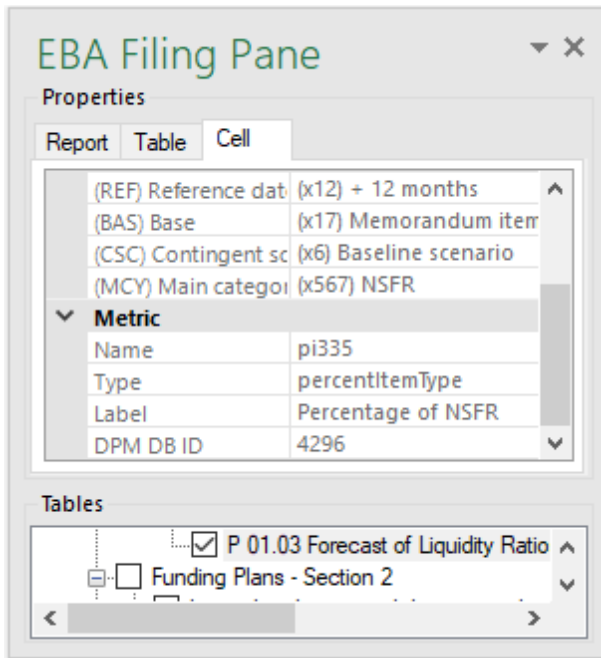 EBA Filing Pane
Properties
Report Table Cell
(REF) Reference dat (x12) + 12 months
(BAS) Base (x17) Memorandum item
(CSC) Contingent sc (x6) Baseline scenario
(MCY) Main categor (x567) NSFR
Metric
Name pi335
Type percentItemType
Label Percentage of NSFR
DPM DB ID 4296
Tables
P 01.03 Forecast of Liquidity Ratio
Funding Plans - Section 2